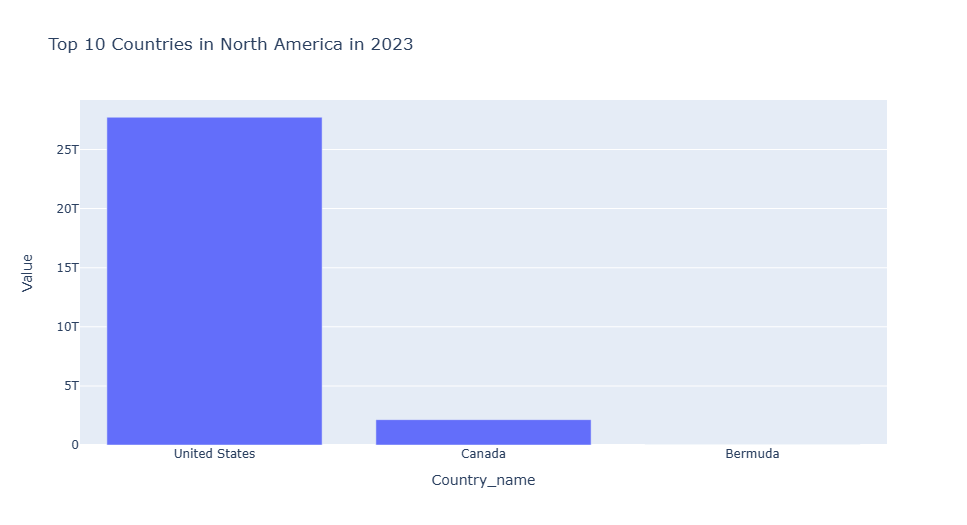 Top 10 Countries in North America in 2023
25T
20T
15T
10T
5T
0
Value
United States
Canada
Bermuda
Country_name